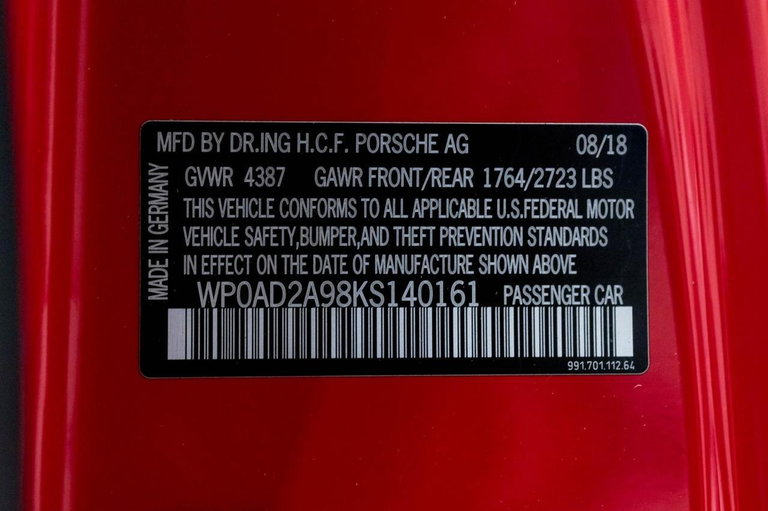 MFD BY DR.ING H.C.F. PORSCHE AG 08/18
GVWR 4387 GAWR FRONT/REAR 1764/2723 LBS
THIS VEHICLE CONFORMS TO ALL APPLICABLE U.S.FEDERAL MOTOR
VEHICLE SAFETY,BUMPER,AND THEFT PREVENTION STANDARDS
IN EFFECT ON THE DATE OF MANUFACTURE SHOWN ABOVE
WP0AD2A98KS140161 PASSENGER CAR
991.701.112.64
MADE IN GERMANY